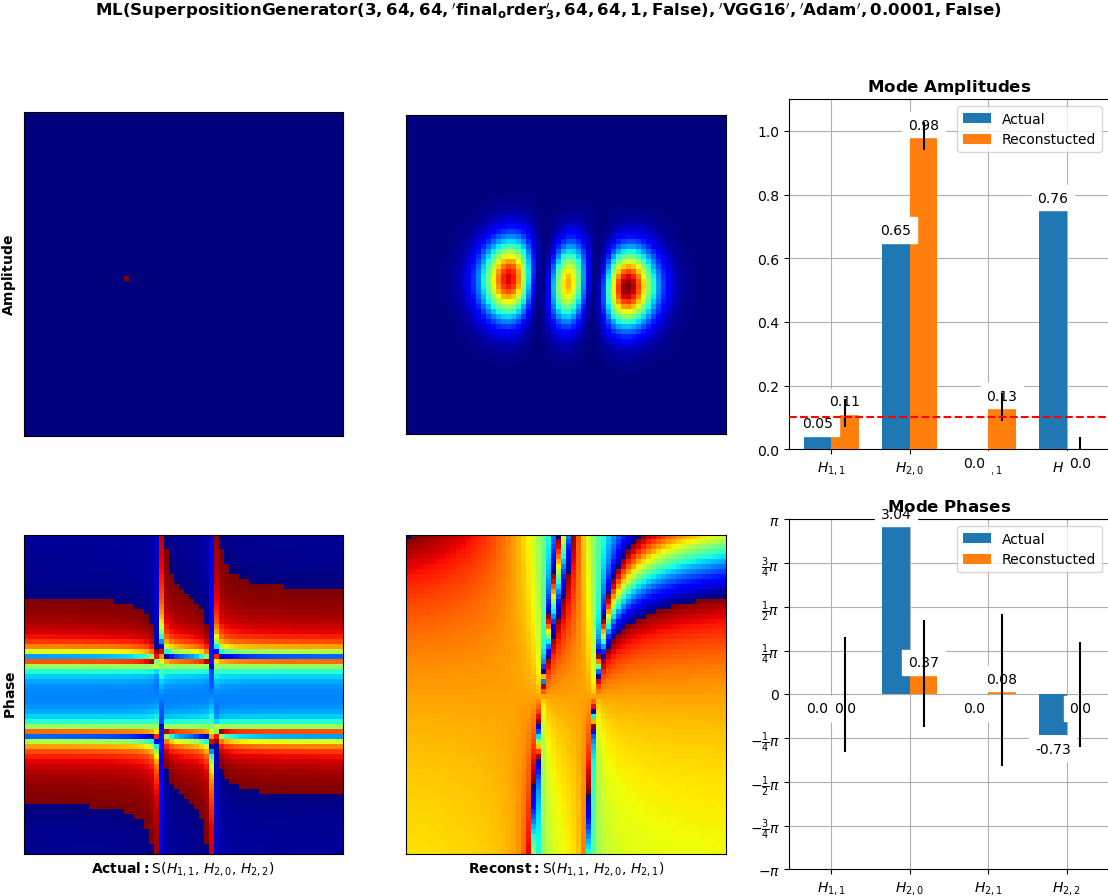 ML(SuperpositionGenerator(3, 64, 64, ′final_order′_3, 64, 64, 1, False), ′VGG16′, ′Adam′, 0.0001, False)
Mode Amplitudes
Actual
Reconstucted
Amplitude
1.0
0.8
0.6
0.4
0.2
0.0
0.05
0.11
0.65
0.98
0.0
0.13
0.76
0.0
H_{1,1}
H_{2,0}
,1
H
Mode Phases
Actual
Reconstucted
Phase
π
3/4π
1/2π
1/4π
0
−1/4π
−1/2π
−3/4π
−π
0.0
0.0
3.04
0.37
0.0
0.08
-0.73
0.0
H_{1,1}
H_{2,0}
H_{2,1}
H_{2,2}
Actual: S(H_{1,1}, H_{2,0}, H_{2,2})
Reconst: S(H_{1,1}, H_{2,0}, H_{2,1})